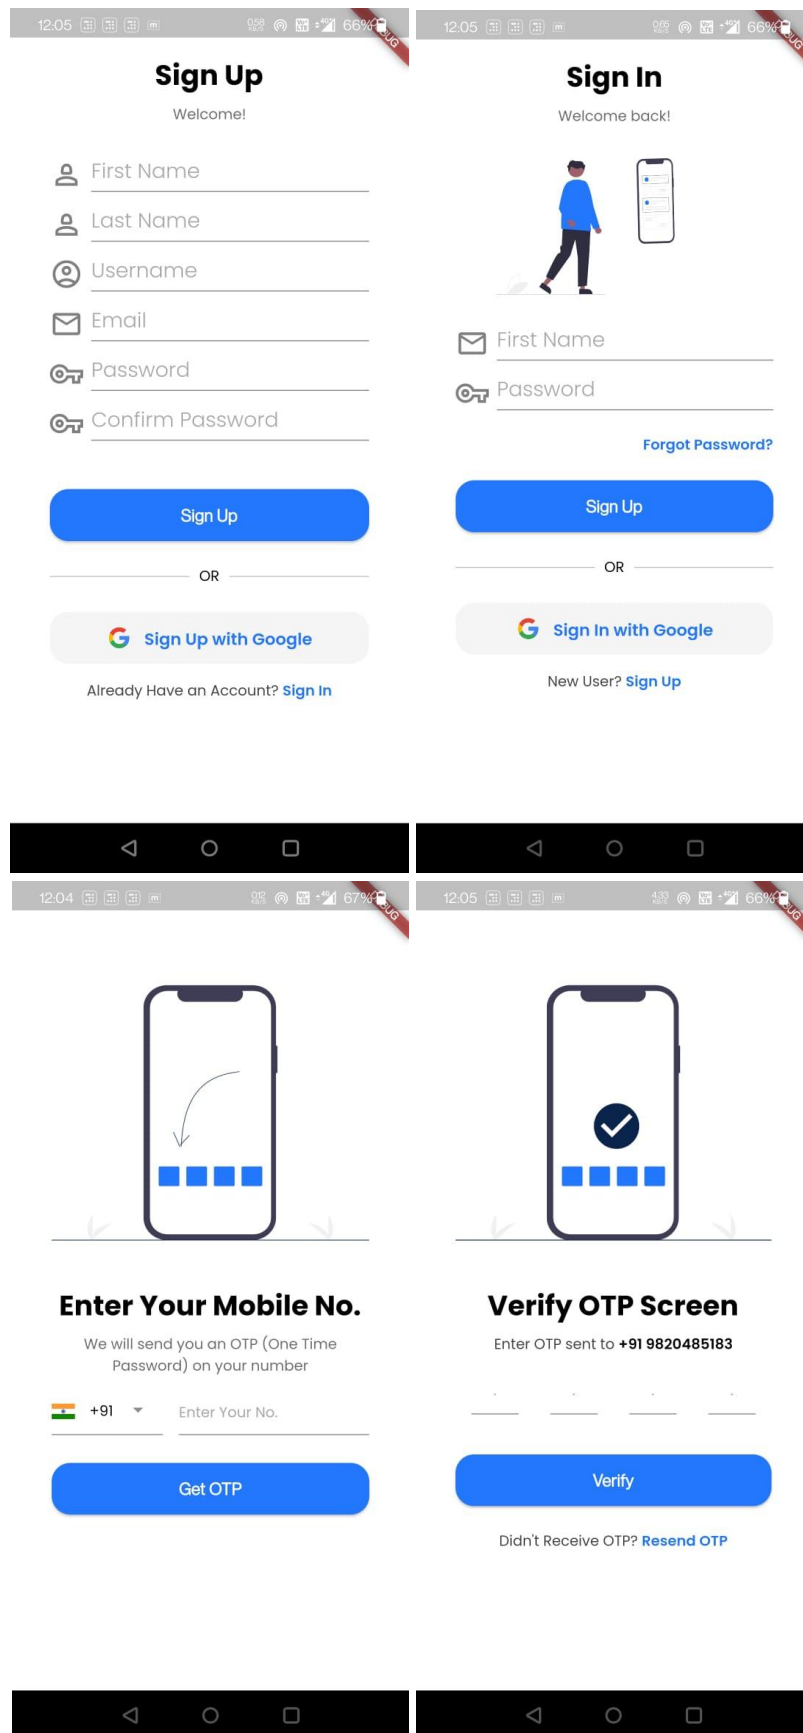 12:05 66%
Sign Up
Welcome!
First Name
Last Name
Username
Email
Password
Confirm Password
Sign Up
OR
Sign Up with Google
Already Have an Account? Sign In
12:05 66%
Sign In
Welcome back!
First Name
Password
Forgot Password?
Sign Up
OR
Sign In with Google
New User? Sign Up
12:04 67%
Enter Your Mobile No.
We will send you an OTP (One Time
Password) on your number
+91 Enter Your No.
Get OTP
12:05 66%
Verify OTP Screen
Enter OTP sent to +91 9820485183
Verify
Didn't Receive OTP? Resend OTP